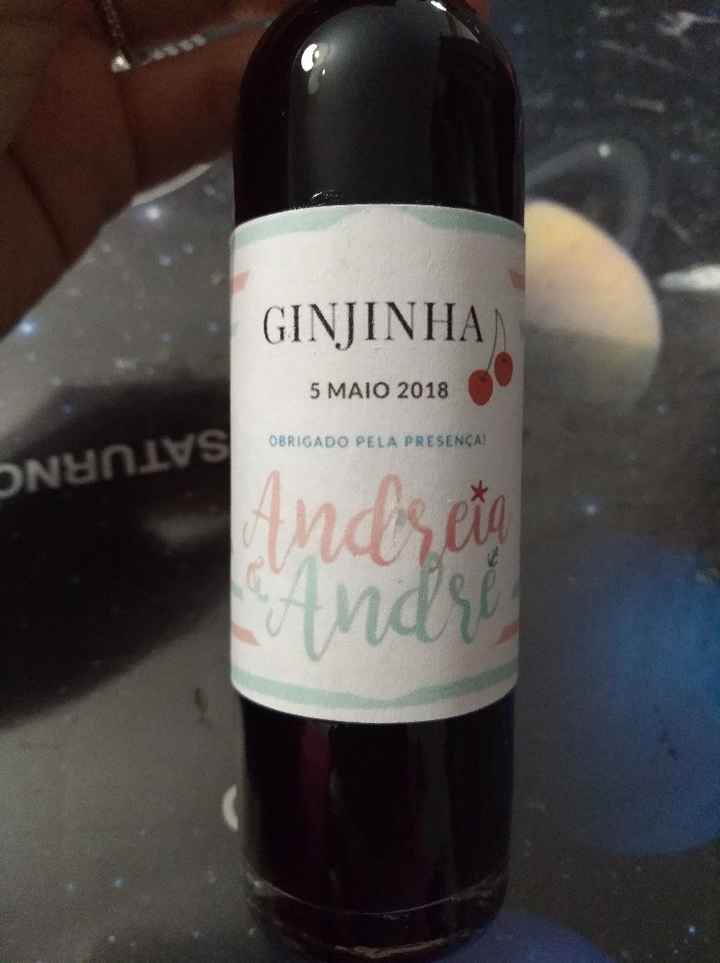 GINJINHA
5 MAIO 2018
OBRIGADO PELA PRESENÇA!
Andreia
& André
SATURNO